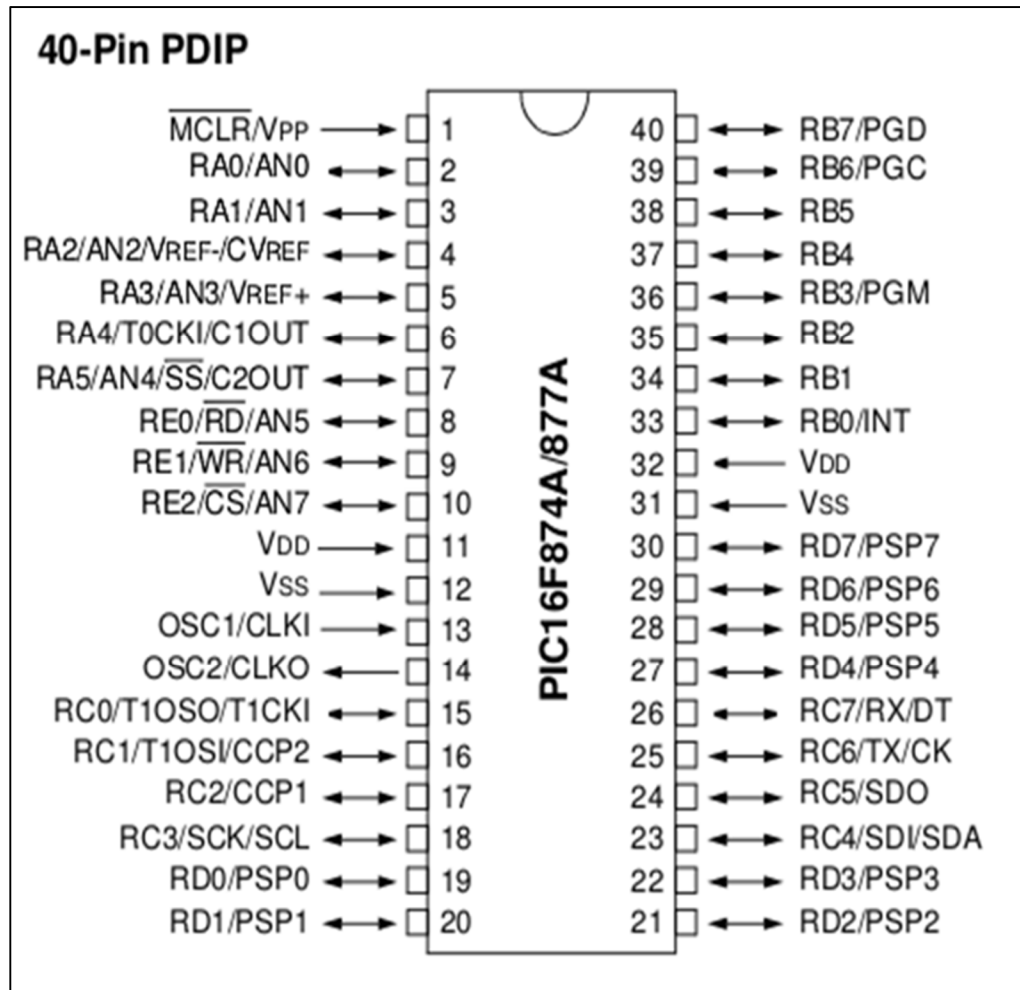 40-Pin PDIP
MCLR/VPP 1 40 RB7/PGD
RA0/AN0 2 39 RB6/PGC
RA1/AN1 3 38 RB5
RA2/AN2/VREF-/CVREF 4 37 RB4
RA3/AN3/VREF+ 5 36 RB3/PGM
RA4/T0CKI/C1OUT 6 35 RB2
RA5/AN4/SS/C2OUT 7 34 RB1
RE0/RD/AN5 8 33 RB0/INT
RE1/WR/AN6 9 32 VDD
RE2/CS/AN7 10 31 VSS
VDD 11 30 RD7/PSP7
VSS 12 29 RD6/PSP6
OSC1/CLKI 13 28 RD5/PSP5
OSC2/CLKO 14 27 RD4/PSP4
RC0/T1OSO/T1CKI 15 26 RC7/RX/DT
RC1/T1OSI/CCP2 16 25 RC6/TX/CK
RC2/CCP1 17 24 RC5/SDO
RC3/SCK/SCL 18 23 RC4/SDI/SDA
RD0/PSP0 19 22 RD3/PSP3
RD1/PSP1 20 21 RD2/PSP2
PIC16F874A/877A